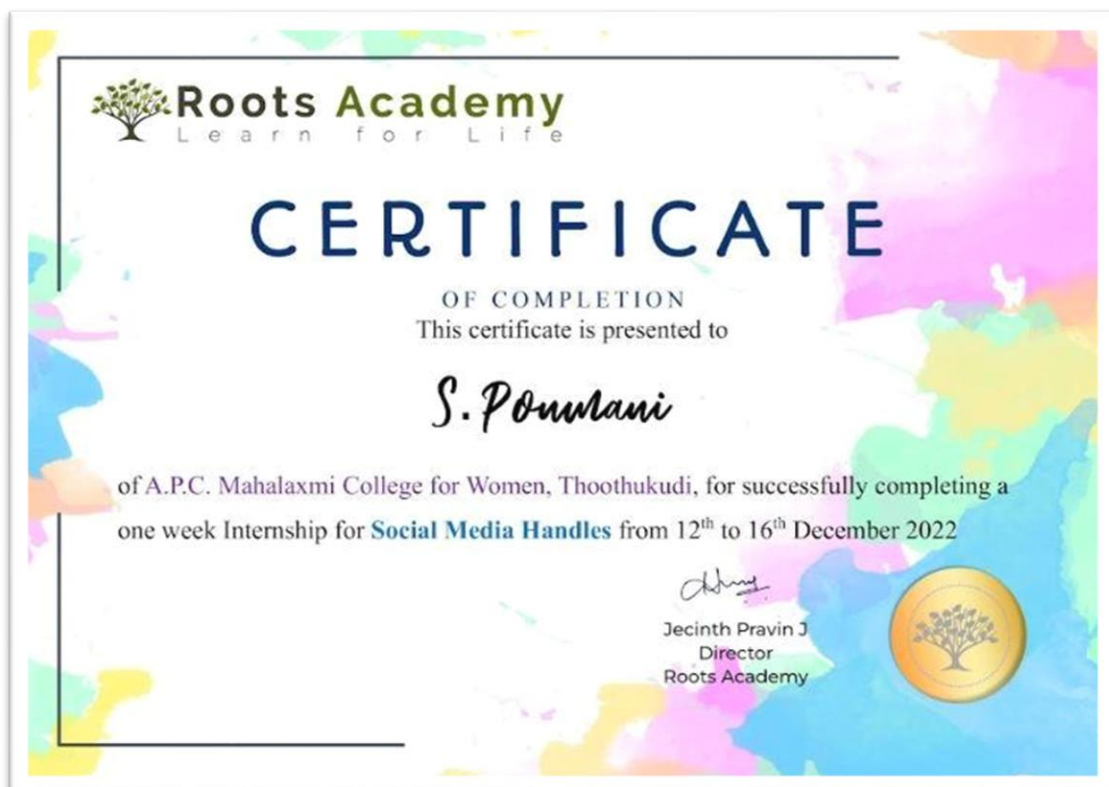 Roots Academy
Learn for Life
CERTIFICATE
OF COMPLETION
This certificate is presented to
S. Ponmani
of A.P.C. Mahalaxmi College for Women, Thoothukudi, for successfully completing a
one week Internship for Social Media Handles from 12th to 16th December 2022
Jecinth Pravin J
Director
Roots Academy